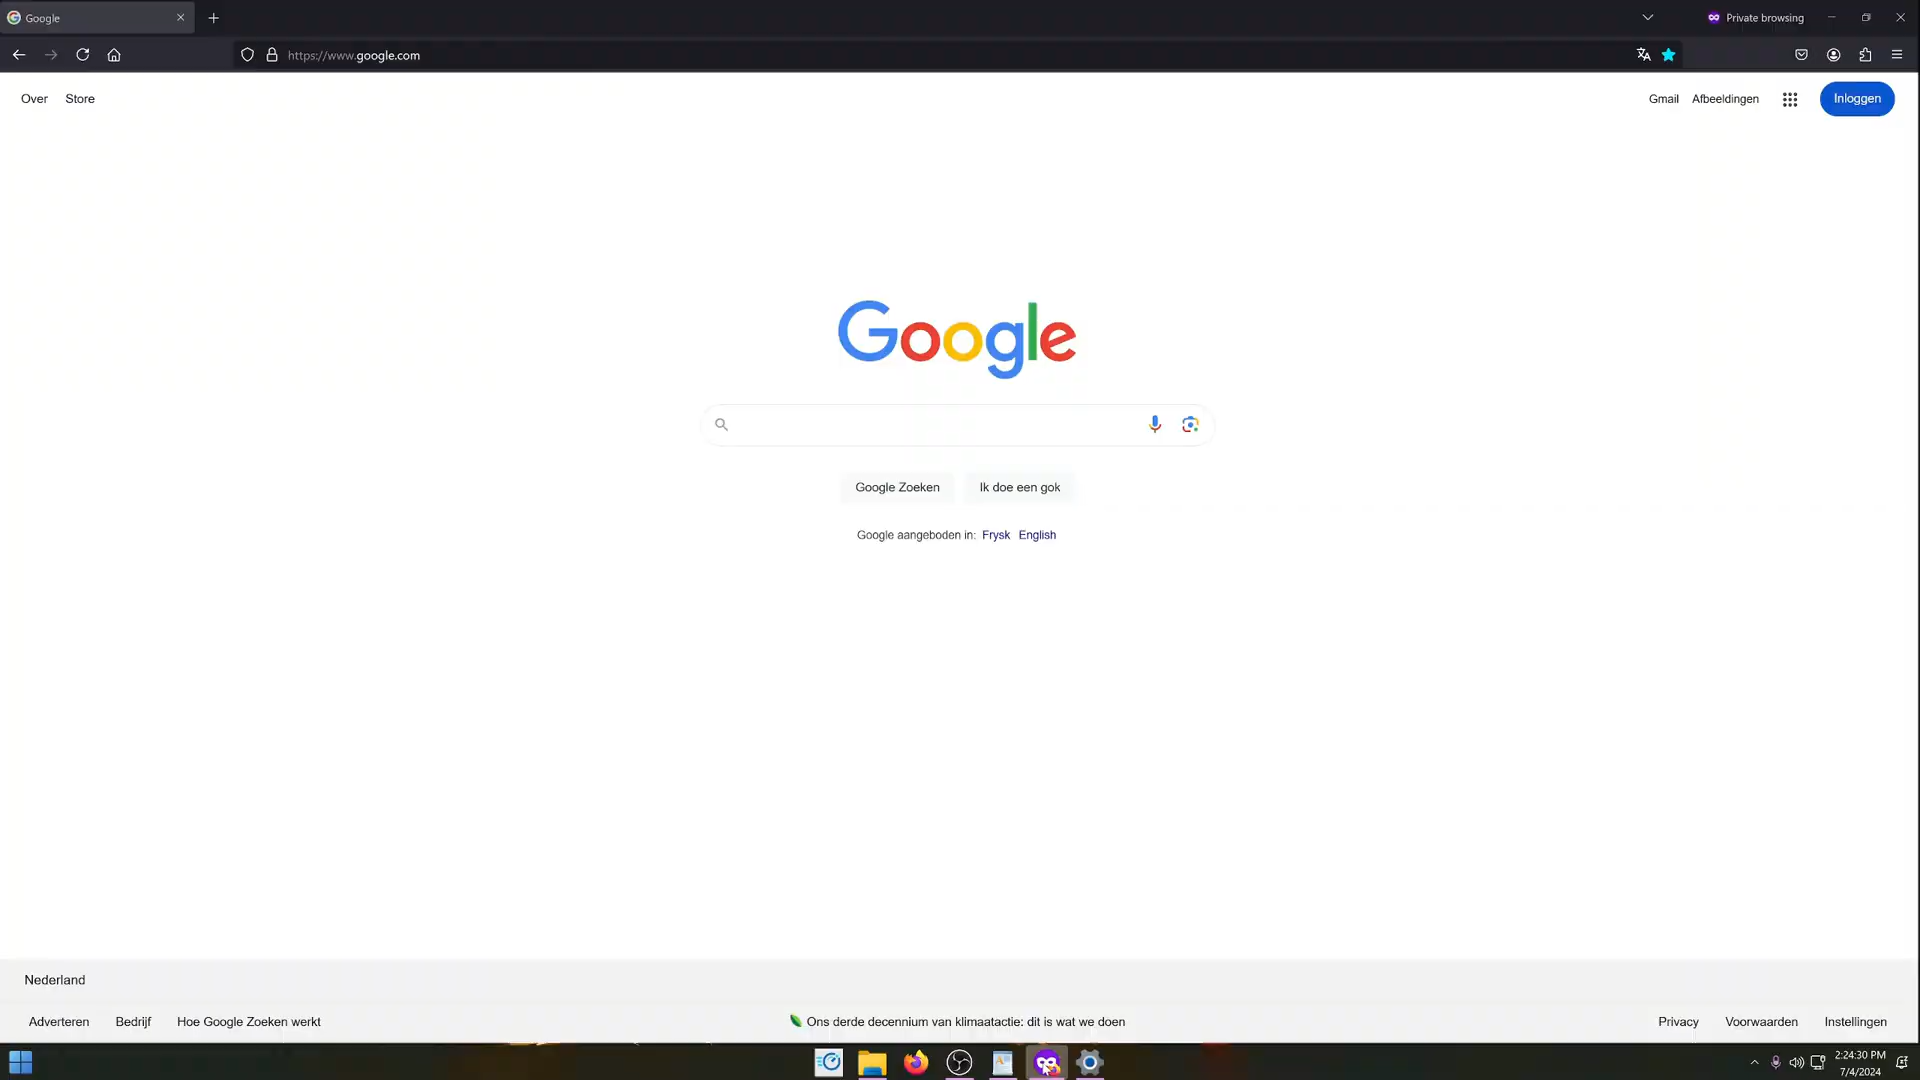 Google
Private browsing
https://www.google.com
Over Store
Gmail Afbeeldingen Inloggen
Google
Google Zoeken Ik doe een gok
Google aangeboden in: Frysk English
Nederland
Adverteren Bedrijf Hoe Google Zoeken werkt
Ons derde decennium van klimaatactie: dit is wat we doen
Privacy Voorwaarden Instellingen
2:24:30 PM
7/4/2024